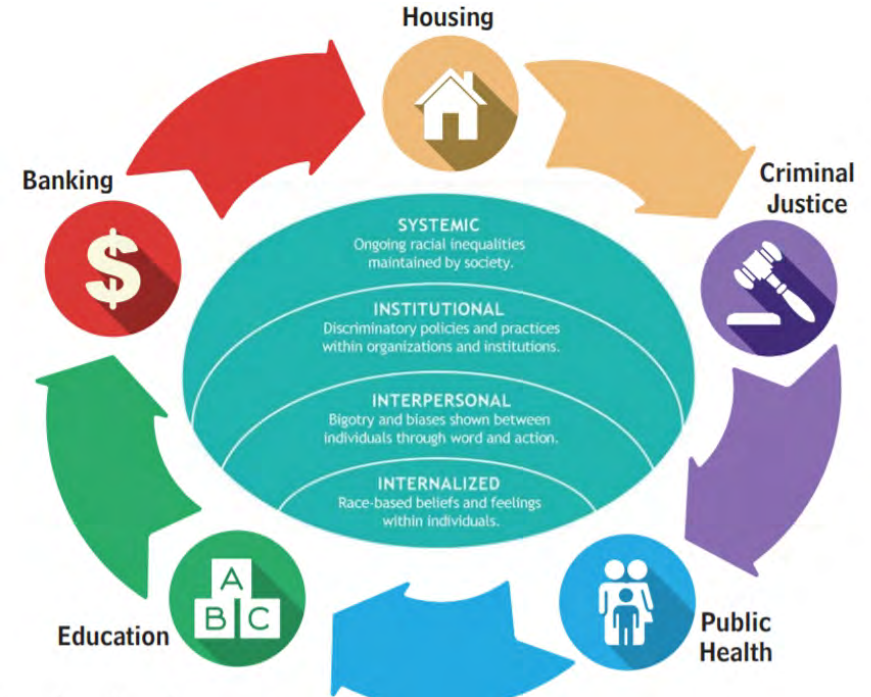 Housing
Banking
Criminal
Justice
$
SYSTEMIC
Ongoing racial inequalities
maintained by society.
INSTITUTIONAL
Discriminatory policies and practices
within organizations and institutions.
INTERPERSONAL
Bigotry and biases shown between
individuals through word and action.
INTERNALIZED
Race-based beliefs and feelings
within individuals.
A
B C
Education
Public
Health